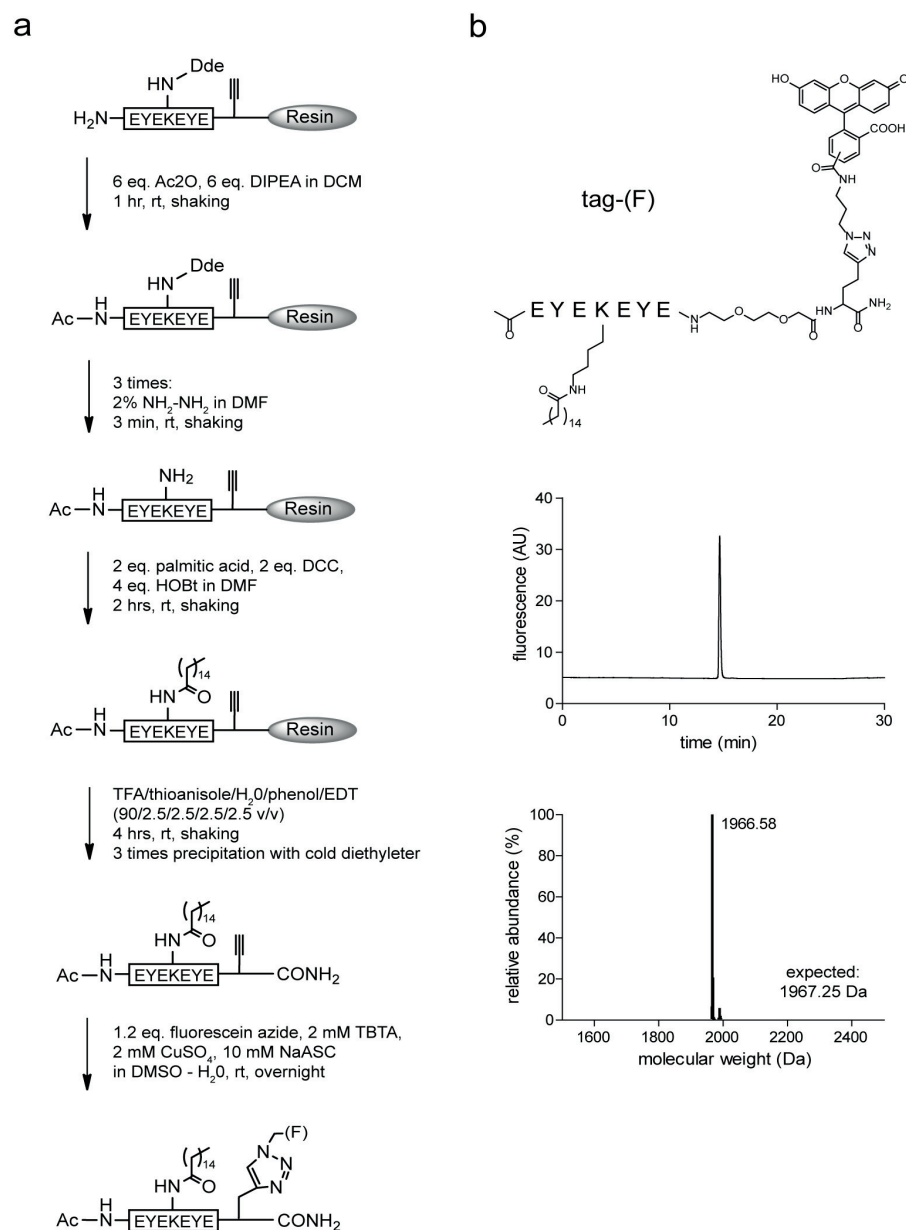 a
Dde
HN
H₂N EYEKEYE Resin
6 eq. Ac2O, 6 eq. DIPEA in DCM
1 hr, rt, shaking
Dde
HN
H
Ac N EYEKEYE Resin
3 times:
2% NH₂-NH₂ in DMF
3 min, rt, shaking
NH₂
H
Ac N EYEKEYE Resin
2 eq. palmitic acid, 2 eq. DCC,
4 eq. HOBt in DMF
2 hrs, rt, shaking
( )14
HN O
H
Ac N EYEKEYE Resin
TFA/thioanisole/H₂0/phenol/EDT
(90/2.5/2.5/2.5/2.5 v/v)
4 hrs, rt, shaking
3 times precipitation with cold diethyleter
( )14
HN O
H
Ac N EYEKEYE CONH₂
1.2 eq. fluorescein azide, 2 mM TBTA,
2 mM CuSO₄, 10 mM NaASC
in DMSO - H₂0, rt, overnight
(F)
( )14 N N N
HN O
H
Ac N EYEKEYE CONH₂
b
HO O O
COOH
O NH
tag-(F)
N N N
O E Y E K E Y E N H O O O HN O NH₂
O NH
( )14
40
30
20
10
0
fluorescence (AU)
0 10 20 30
time (min)
100
80
60
40
20
0
relative abundance (%)
1966.58
expected:
1967.25 Da
1600 1800 2000 2200 2400
molecular weight (Da)